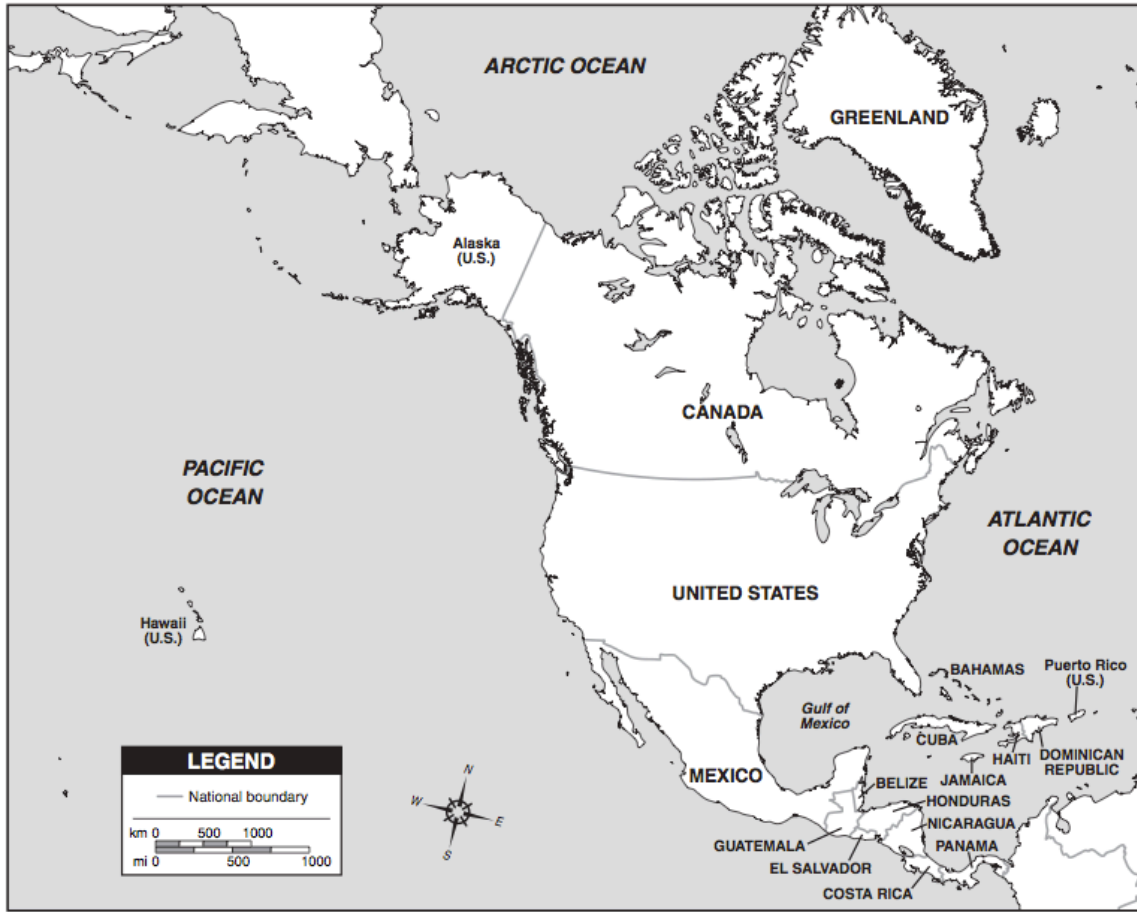 ARCTIC OCEAN
GREENLAND
Alaska
(U.S.)
CANADA
PACIFIC
OCEAN
ATLANTIC
OCEAN
UNITED STATES
Hawaii
(U.S.)
BAHAMAS
Puerto Rico
(U.S.)
Gulf of
Mexico
CUBA
HAITI
DOMINICAN
REPUBLIC
JAMAICA
MEXICO
BELIZE
HONDURAS
NICARAGUA
GUATEMALA
PANAMA
EL SALVADOR
COSTA RICA
LEGEND
National boundary
km 0 500 1000
mi 0 500 1000
N
W
E
S